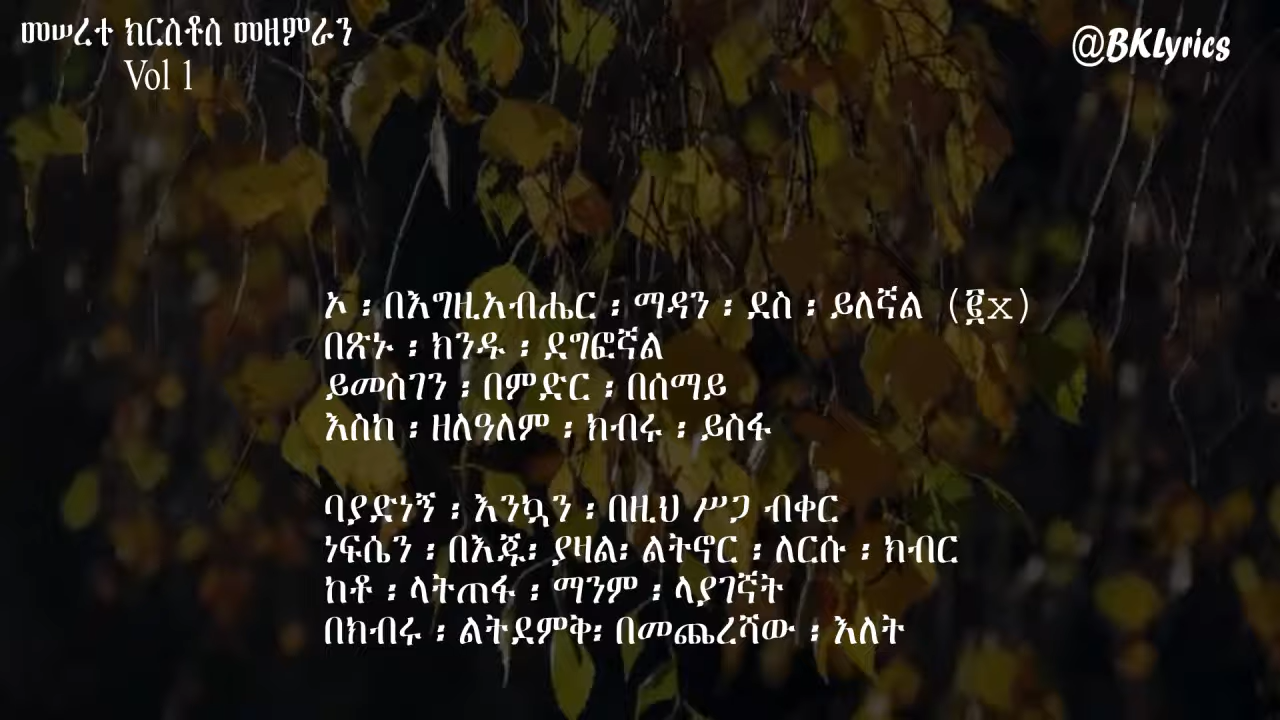 መሠረተ ክርስቶስ መዘምራን
Vol 1
@BKLyrics
ኦ ፡ በእግዚአብሔር ፡ ማዳን ፡ ደስ ፡ ይለኛል (፪x)
በጽኑ ፡ ክንዱ ፡ ደግፎኛል
ይመስገን ፡ በምድር ፡ በሰማይ
እስከ ፡ ዘለዓለም ፡ ክብሩ ፡ ይስፋ
ባያድነኝ ፡ እንኳን ፡ በዚህ ሥጋ ብቀር
ነፍሴን ፡ በእጁ፡ ያዛል፡ ልትኖር ፡ ለርሱ ፡ ክብር
ከቶ ፡ ላትጠፋ ፡ ማንም ፡ ላያገኛት
በክብሩ ፡ ልትደምቅ፡ በመጨረሻው ፡ እለት